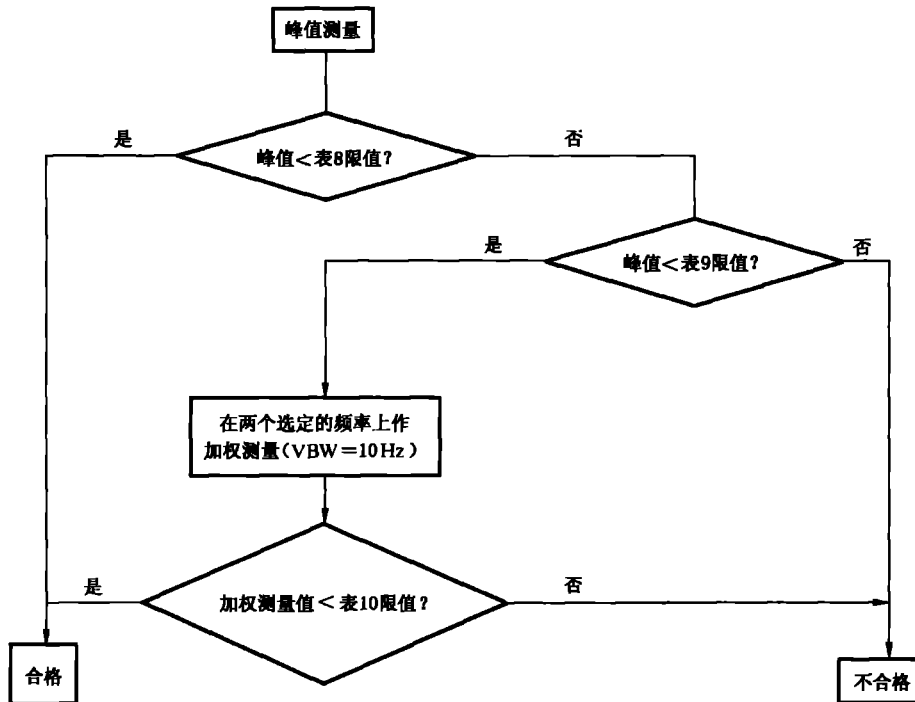 峰值测量
是
峰值<表8限值?
否
是
峰值<表9限值?
否
在两个选定的频率上作
加权测量(VBW=10Hz)
是
加权测量值<表10限值?
否
合格
不合格